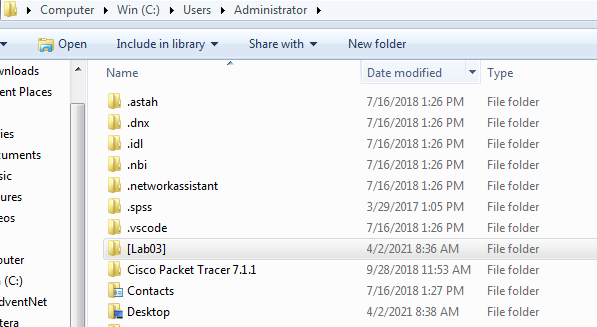 Computer ▸ Win (C:) ▸ Users ▸ Administrator ▸
Open Include in library Share with New folder
Name Date modified Type
wnloads
ent Places
ies
cuments
sic
ures
eos
puter
(C:)
dventNet
tera
.astah 7/16/2018 1:26 PM File folder
.dnx 7/16/2018 1:26 PM File folder
.idl 7/16/2018 1:26 PM File folder
.nbi 7/16/2018 1:26 PM File folder
.networkassistant 7/16/2018 1:26 PM File folder
.spss 3/29/2017 1:05 PM File folder
.vscode 7/16/2018 1:26 PM File folder
[Lab03] 4/2/2021 8:36 AM File folder
Cisco Packet Tracer 7.1.1 9/28/2018 11:53 AM File folder
Contacts 7/16/2018 1:27 PM File folder
Desktop 4/2/2021 8:38 AM File folder